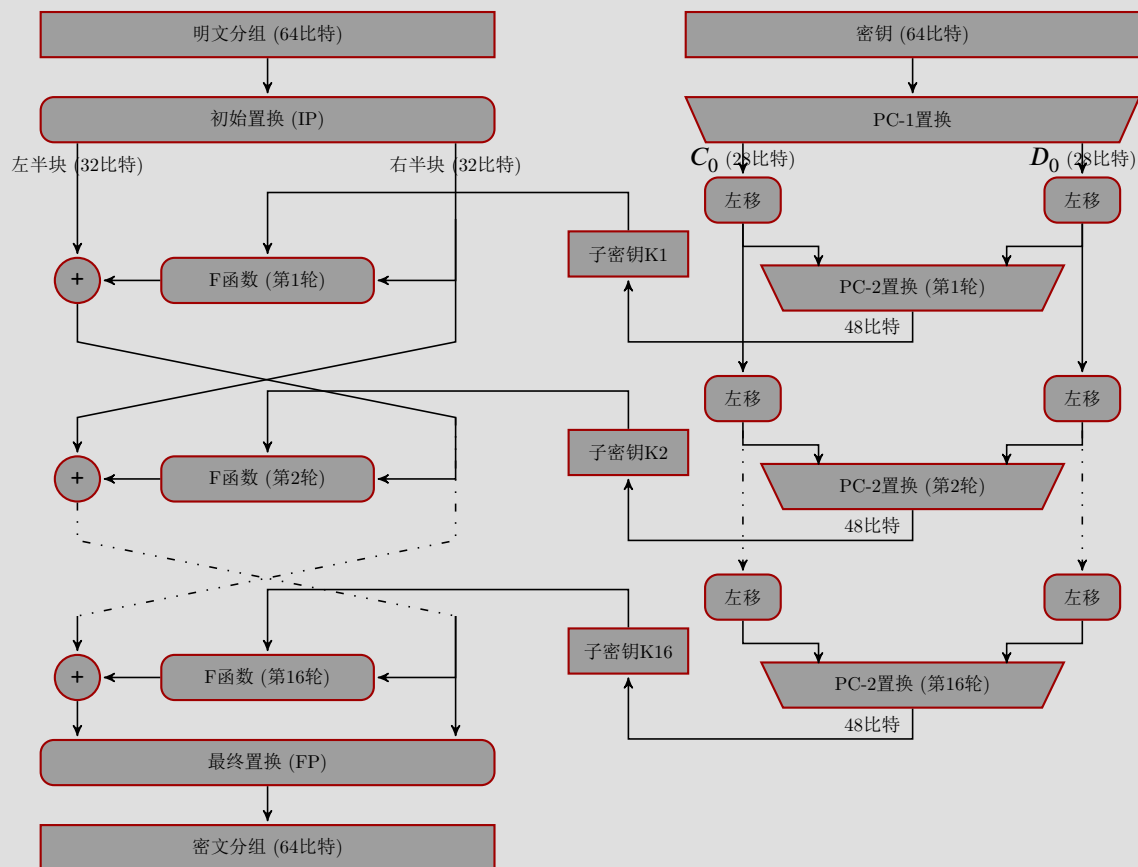 明文分组 (64比特)
密钥 (64比特)
初始置换 (IP)
PC-1置换
左半块 (32比特)
右半块 (32比特)
C₀ (28比特)
D₀ (28比特)
左移
左移
子密钥K1
+
F函数 (第1轮)
PC-2置换 (第1轮)
48比特
左移
左移
子密钥K2
+
F函数 (第2轮)
PC-2置换 (第2轮)
48比特
左移
左移
子密钥K16
+
F函数 (第16轮)
PC-2置换 (第16轮)
48比特
最终置换 (FP)
密文分组 (64比特)